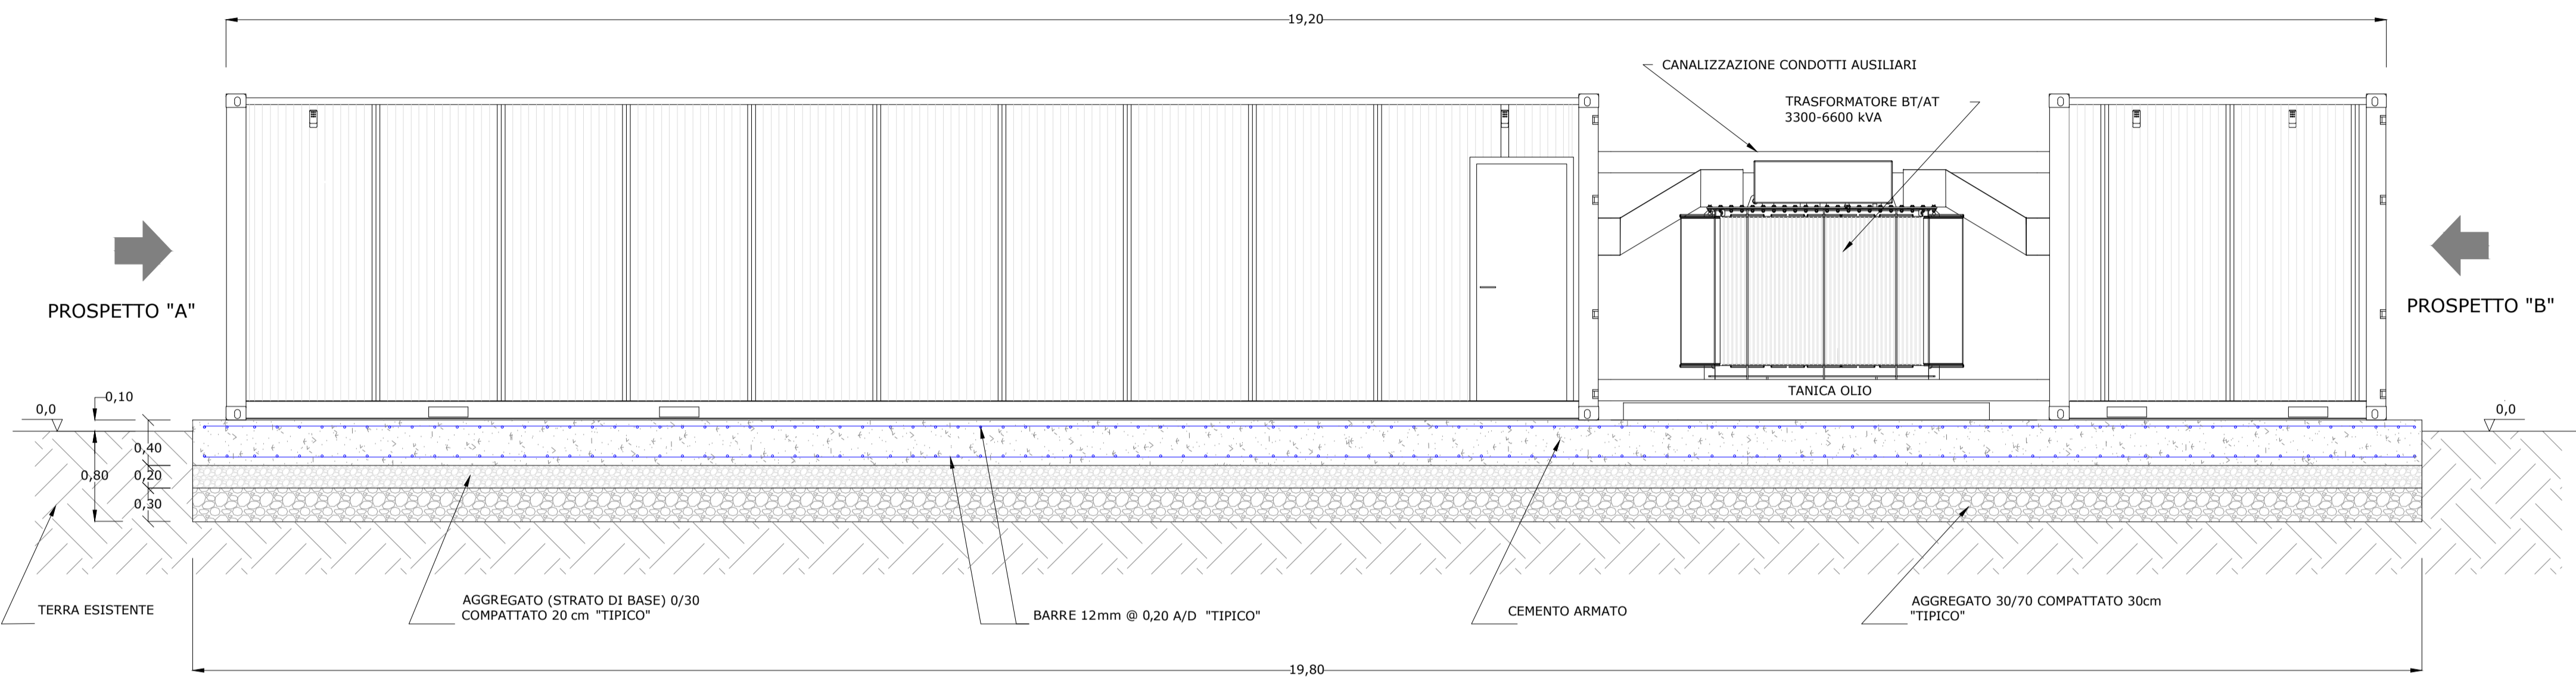 19,20
CANALIZZAZIONE CONDOTTI AUSILIARI
TRASFORMATORE BT/AT
3300-6600 kVA
PROSPETTO "A"
PROSPETTO "B"
TANICA OLIO
0,10
0,0
0,0
0,40
0,80
0,20
0,30
TERRA ESISTENTE
AGGREGATO (STRATO DI BASE) 0/30
COMPATTATO 20 cm "TIPICO"
BARRE 12mm @ 0,20 A/D "TIPICO"
CEMENTO ARMATO
AGGREGATO 30/70 COMPATTATO 30cm
"TIPICO"
19,80